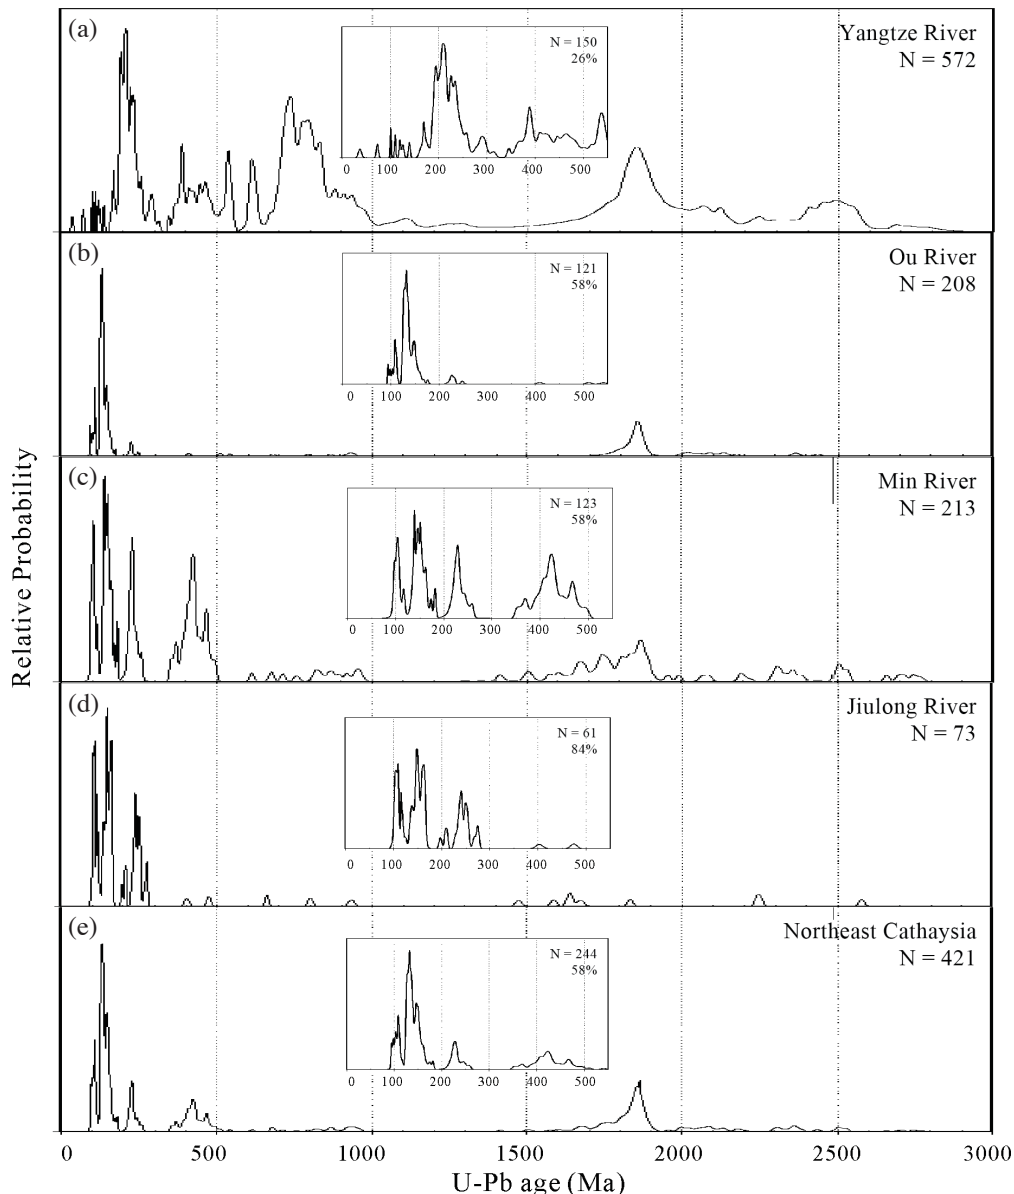 (a)
Yangtze River
N = 572
N = 150
26%
0 100 200 300 400 500
(b)
Ou River
N = 208
N = 121
58%
0 100 200 300 400 500
(c)
Min River
N = 213
N = 123
58%
0 100 200 300 400 500
(d)
Jiulong River
N = 73
N = 61
84%
0 100 200 300 400 500
(e)
Northeast Cathaysia
N = 421
N = 244
58%
0 100 200 300 400 500
Relative Probability
0 500 1000 1500 2000 2500 3000
U-Pb age (Ma)